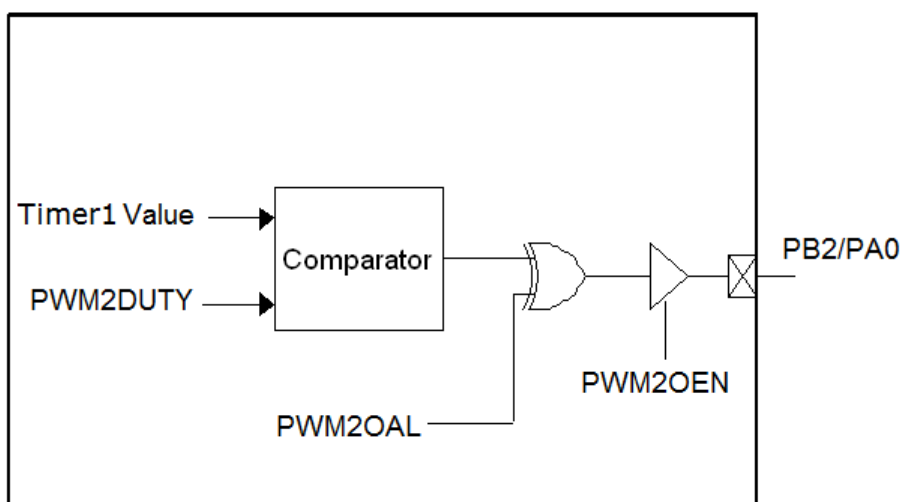 Timer1 Value
Comparator
PB2/PA0
PWM2DUTY
PWM2OEN
PWM2OAL